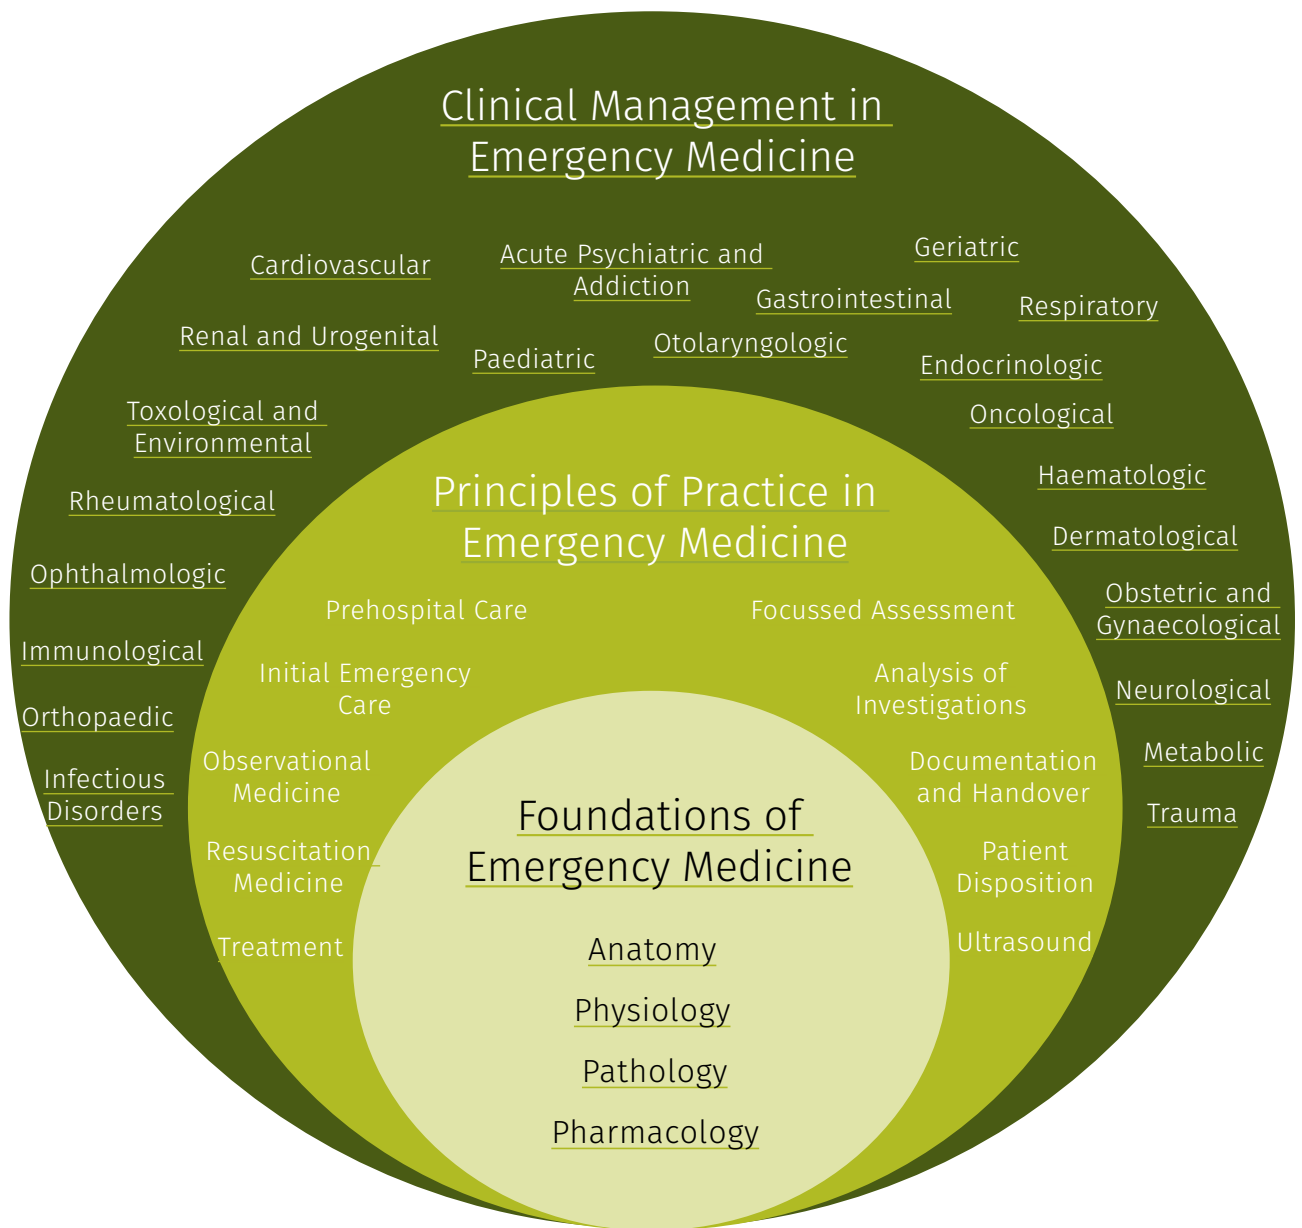 Clinical Management in
Emergency Medicine
Cardiovascular
Acute Psychiatric and
Addiction
Geriatric
Gastrointestinal
Respiratory
Renal and Urogenital
Paediatric
Otolaryngologic
Endocrinologic
Toxological and
Environmental
Oncological
Rheumatological
Haematologic
Dermatological
Ophthalmologic
Obstetric and
Gynaecological
Immunological
Neurological
Orthopaedic
Metabolic
Infectious
Disorders
Trauma
Principles of Practice in
Emergency Medicine
Prehospital Care
Focussed Assessment
Initial Emergency
Care
Analysis of
Investigations
Observational
Medicine
Documentation
and Handover
Resuscitation
Medicine
Patient
Disposition
Treatment
Ultrasound
Foundations of
Emergency Medicine
Anatomy
Physiology
Pathology
Pharmacology